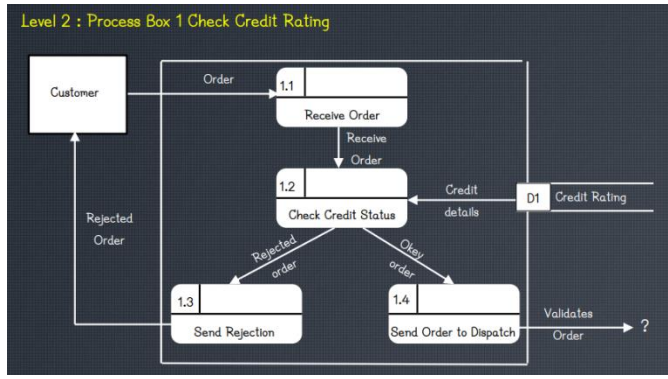 Level 2 : Process Box 1 Check Credit Rating
Customer
Order
1.1
Receive Order
Receive
Order
1.2
Check Credit Status
Credit
details
D1 Credit Rating
Rejected
Order
Rejected
order
Okey
order
1.3
Send Rejection
1.4
Send Order to Dispatch
Validates
Order
?